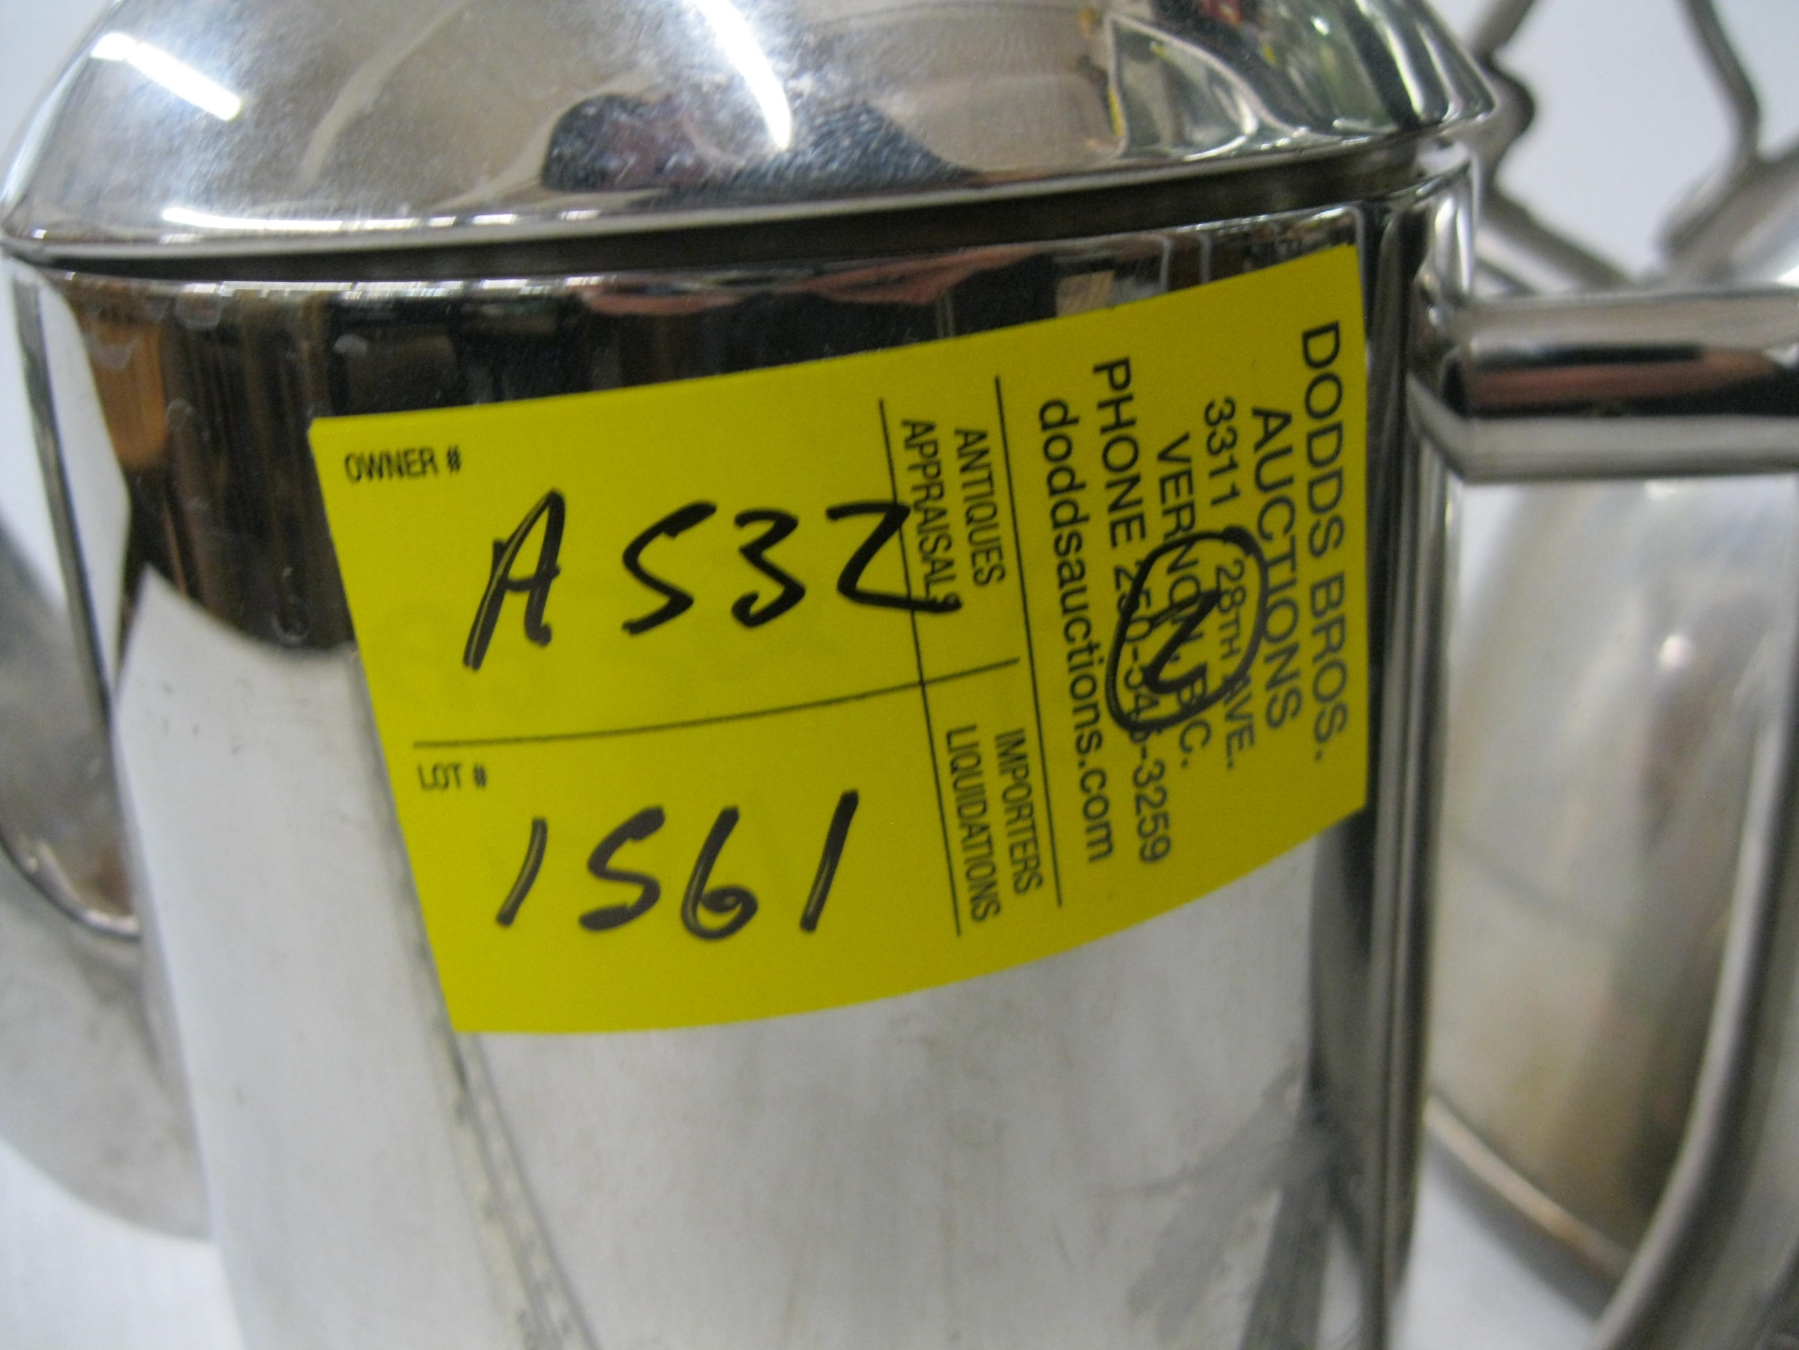 OWNER #
A532
LOT #
1561
ANTIQUES
APPRAISALS
IMPORTERS
LIQUIDATIONS
DODDS BROS.
AUCTIONS
3311 28TH AVE.
VERNON, B.C.
PHONE 250-545-3259
doddsauctions.com
N